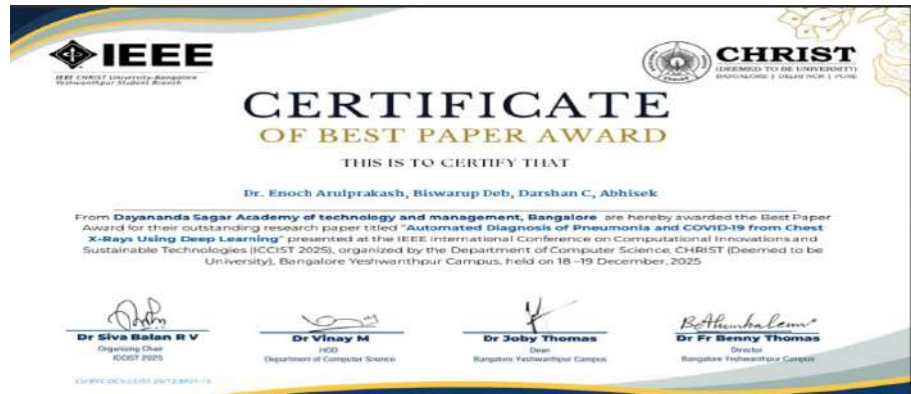 IEEE
IEEE CHRIST University-Bangalore
Yeshwanthpur Student Branch
CHRIST
(DEEMED TO BE UNIVERSITY)
BANGALORE | DELHI NCR | PUNE
CERTIFICATE
OF BEST PAPER AWARD
THIS IS TO CERTIFY THAT
Dr. Enoch Arulprakash, Biswarup Deb, Darshan C, Abhisek
From Dayananda Sagar Academy of technology and management, Bangalore are hereby awarded the Best Paper
Award for their outstanding research paper titled "Automated Diagnosis of Pneumonia and COVID-19 from Chest
X-Rays Using Deep Learning" presented at the IEEE International Conference on Computational Innovations and
Sustainable Technologies (ICCIST 2025), organized by the Department of Computer Science, CHRIST (Deemed to be
University), Bangalore Yeshwanthpur Campus, held on 18 -19 December, 2025
Dr Siva Balan R V
Organizing Chair
ICCIST 2025
Dr Vinay M
HOD
Department of Computer Science
Dr Joby Thomas
Dean
Bangalore Yeshwanthpur Campus
Dr Fr Benny Thomas
Director
Bangalore Yeshwanthpur Campus